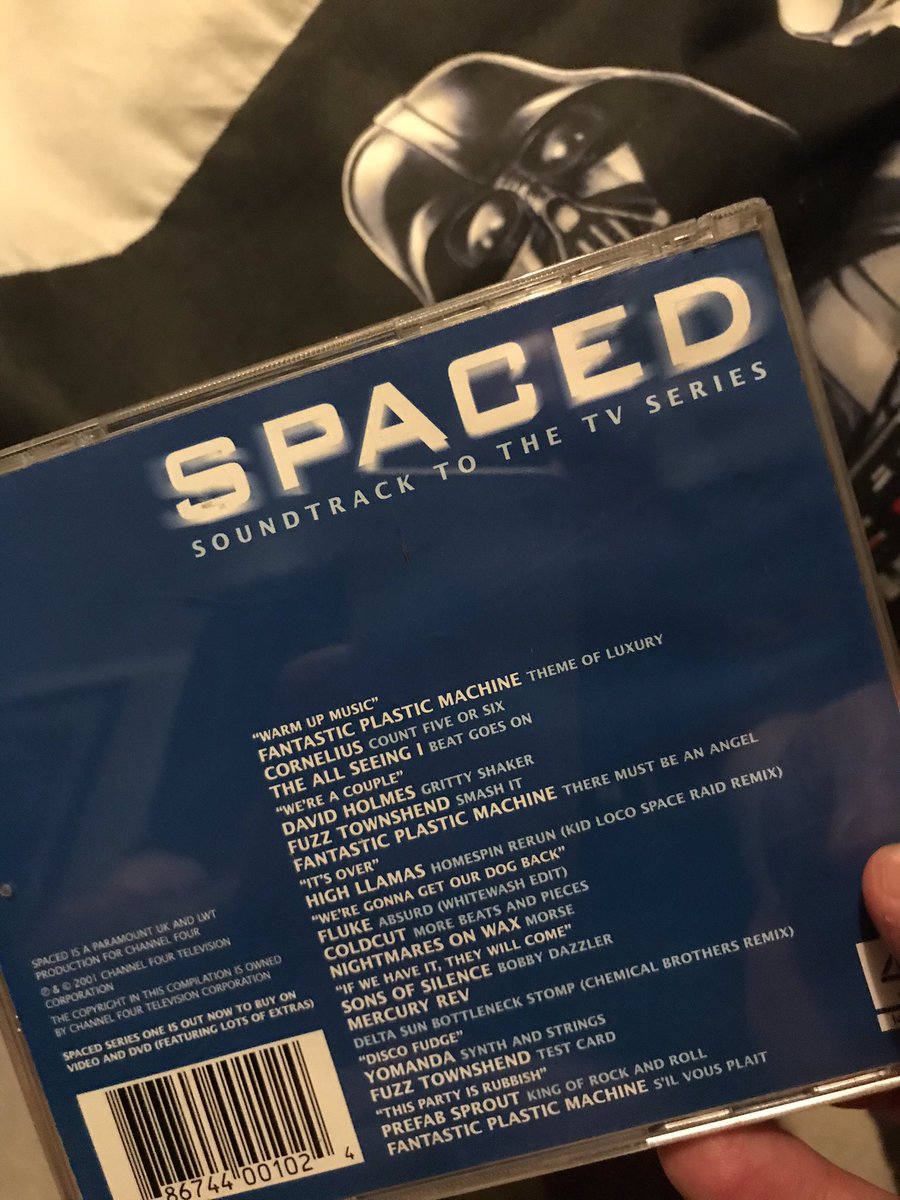 SPACED
SOUNDTRACK TO THE TV SERIES
"WARM UP MUSIC"
FANTASTIC PLASTIC MACHINE THEME OF LUXURY
CORNELIUS COUNT FIVE OR SIX
THE ALL SEEING I BEAT GOES ON
"WE'RE A COUPLE"
DAVID HOLMES GRITTY SHAKER
FUZZ TOWNSHEND SMASH IT
FANTASTIC PLASTIC MACHINE THERE MUST BE AN ANGEL
"IT'S OVER"
HIGH LLAMAS HOMESPIN RERUN (KID LOCO SPACE RAID REMIX)
"WE'RE GONNA GET OUR DOG BACK"
FLUKE ABSURD (WHITEWASH EDIT)
COLDCUT MORE BEATS AND PIECES
NIGHTMARES ON WAX MORSE
"IF WE HAVE IT, THEY WILL COME"
SONS OF SILENCE BOBBY DAZZLER
MERCURY REV
DELTA SUN BOTTLENECK STOMP (CHEMICAL BROTHERS REMIX)
"DISCO FUDGE"
YOMANDA SYNTH AND STRINGS
FUZZ TOWNSHEND TEST CARD
"THIS PARTY IS RUBBISH"
PREFAB SPROUT KING OF ROCK AND ROLL
FANTASTIC PLASTIC MACHINE S'IL VOUS PLAIT
SPACED IS A PARAMOUNT UK AND LWT
PRODUCTION FOR CHANNEL FOUR
℗ & © 2001 CHANNEL FOUR TELEVISION
CORPORATION
THE COPYRIGHT IN THIS COMPILATION IS OWNED
BY CHANNEL FOUR TELEVISION CORPORATION
SPACED SERIES ONE IS OUT NOW TO BUY ON
VIDEO AND DVD (FEATURING LOTS OF EXTRAS)
86744 00102 4